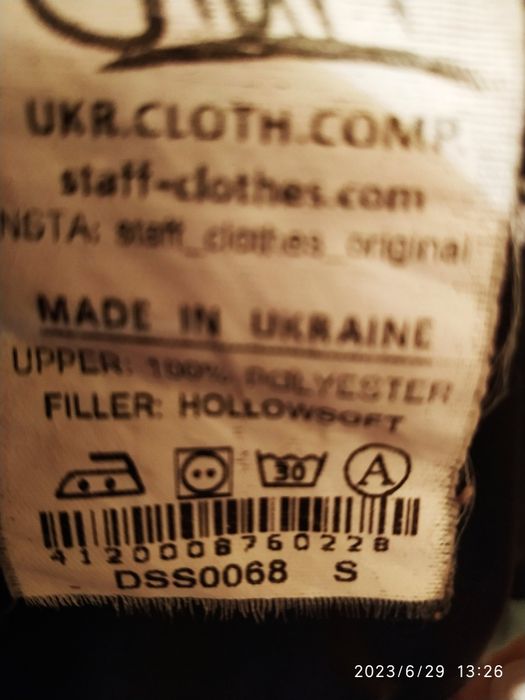 UKR.CLOTH.COMP.
staff-clothes.com
INSTA: staff_clothes_original
MADE IN UKRAINE
UPPER: 100% POLYESTER
FILLER: HOLLOWSOFT
30 A
4120008760228
DSS0068 S
2023/6/29 13:26